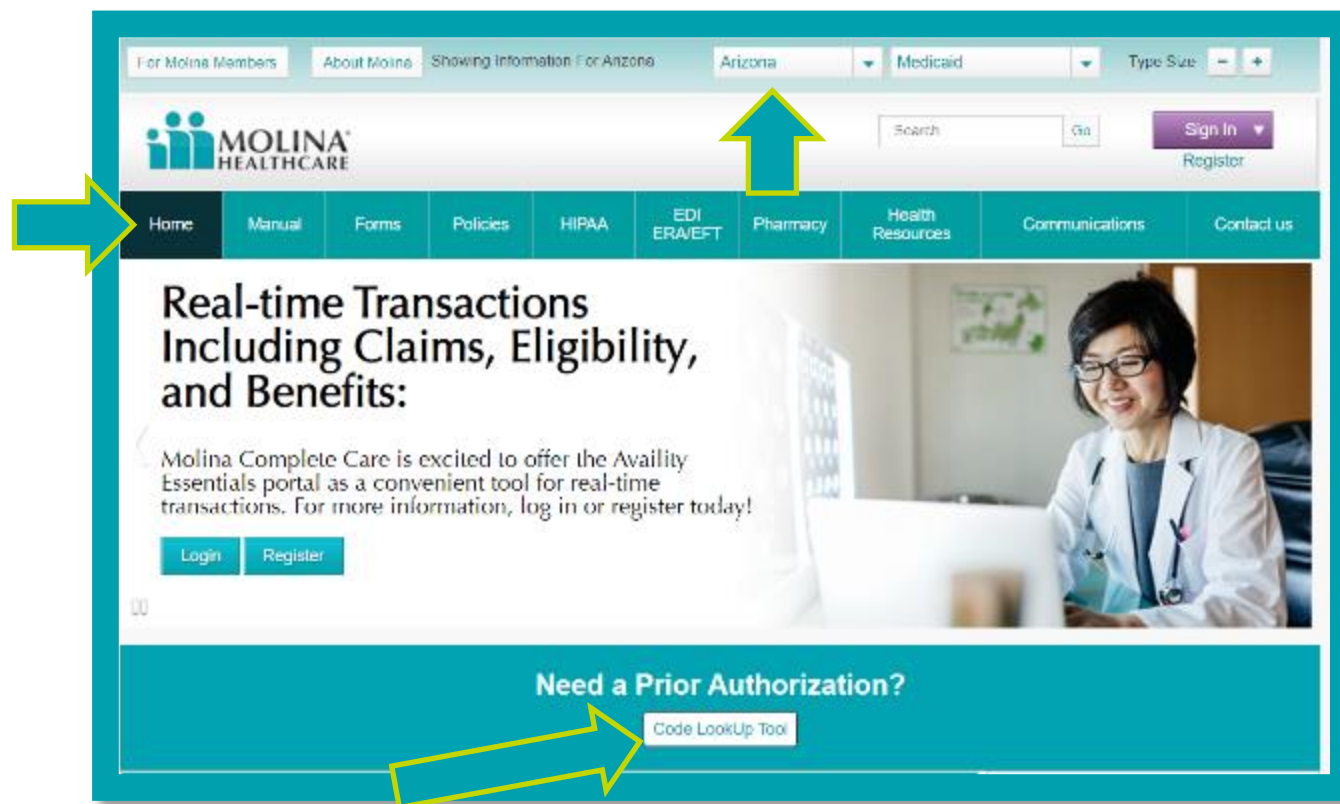 For Molina Members About Molina Showing Information For Arizona Arizona Medicaid Type Size - +
MOLINA
HEALTHCARE
Search Go Sign In
Register
Home Manual Forms Policies HIPAA EDI
ERA/EFT Pharmacy Health
Resources Communications Contact us
Real-time Transactions
Including Claims, Eligibility,
and Benefits:
Molina Complete Care is excited to offer the Availity
Essentials portal as a convenient tool for real-time
transactions. For more information, log in or register today!
Login Register
Need a Prior Authorization?
Code LookUp Tool